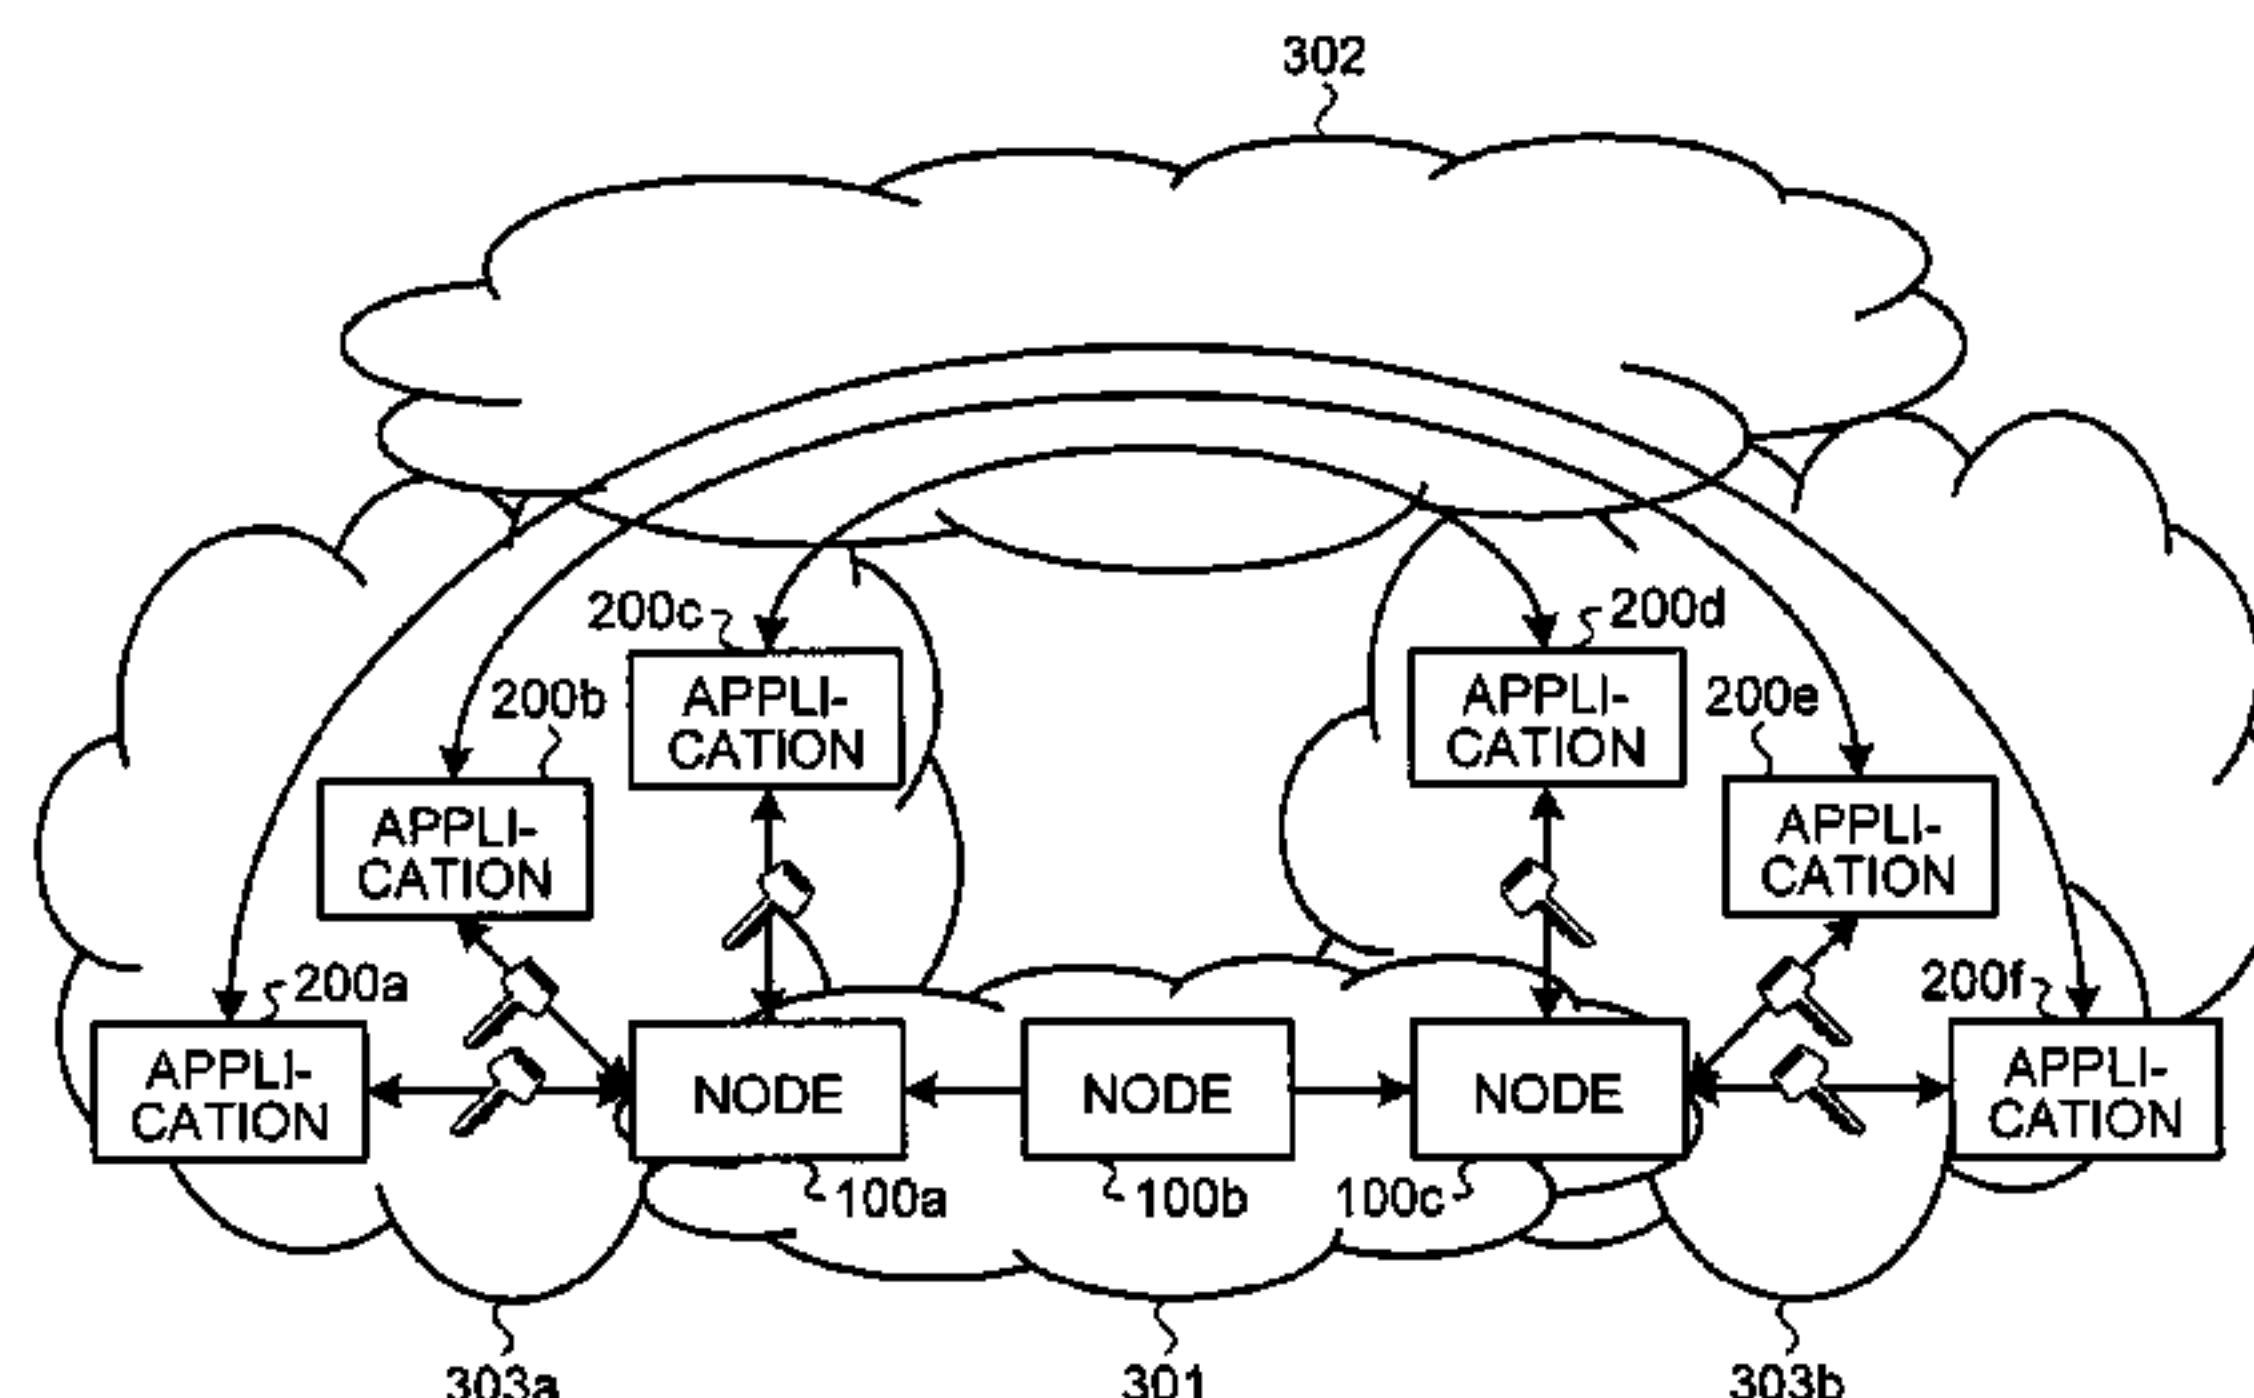 302
200c
200d
APPLI-
CATION
APPLI-
CATION
200b
200e
APPLI-
CATION
APPLI-
CATION
200a
200f
APPLI-
CATION
NODE
NODE
NODE
APPLI-
CATION
100a
100b
100c
303a
301
303b